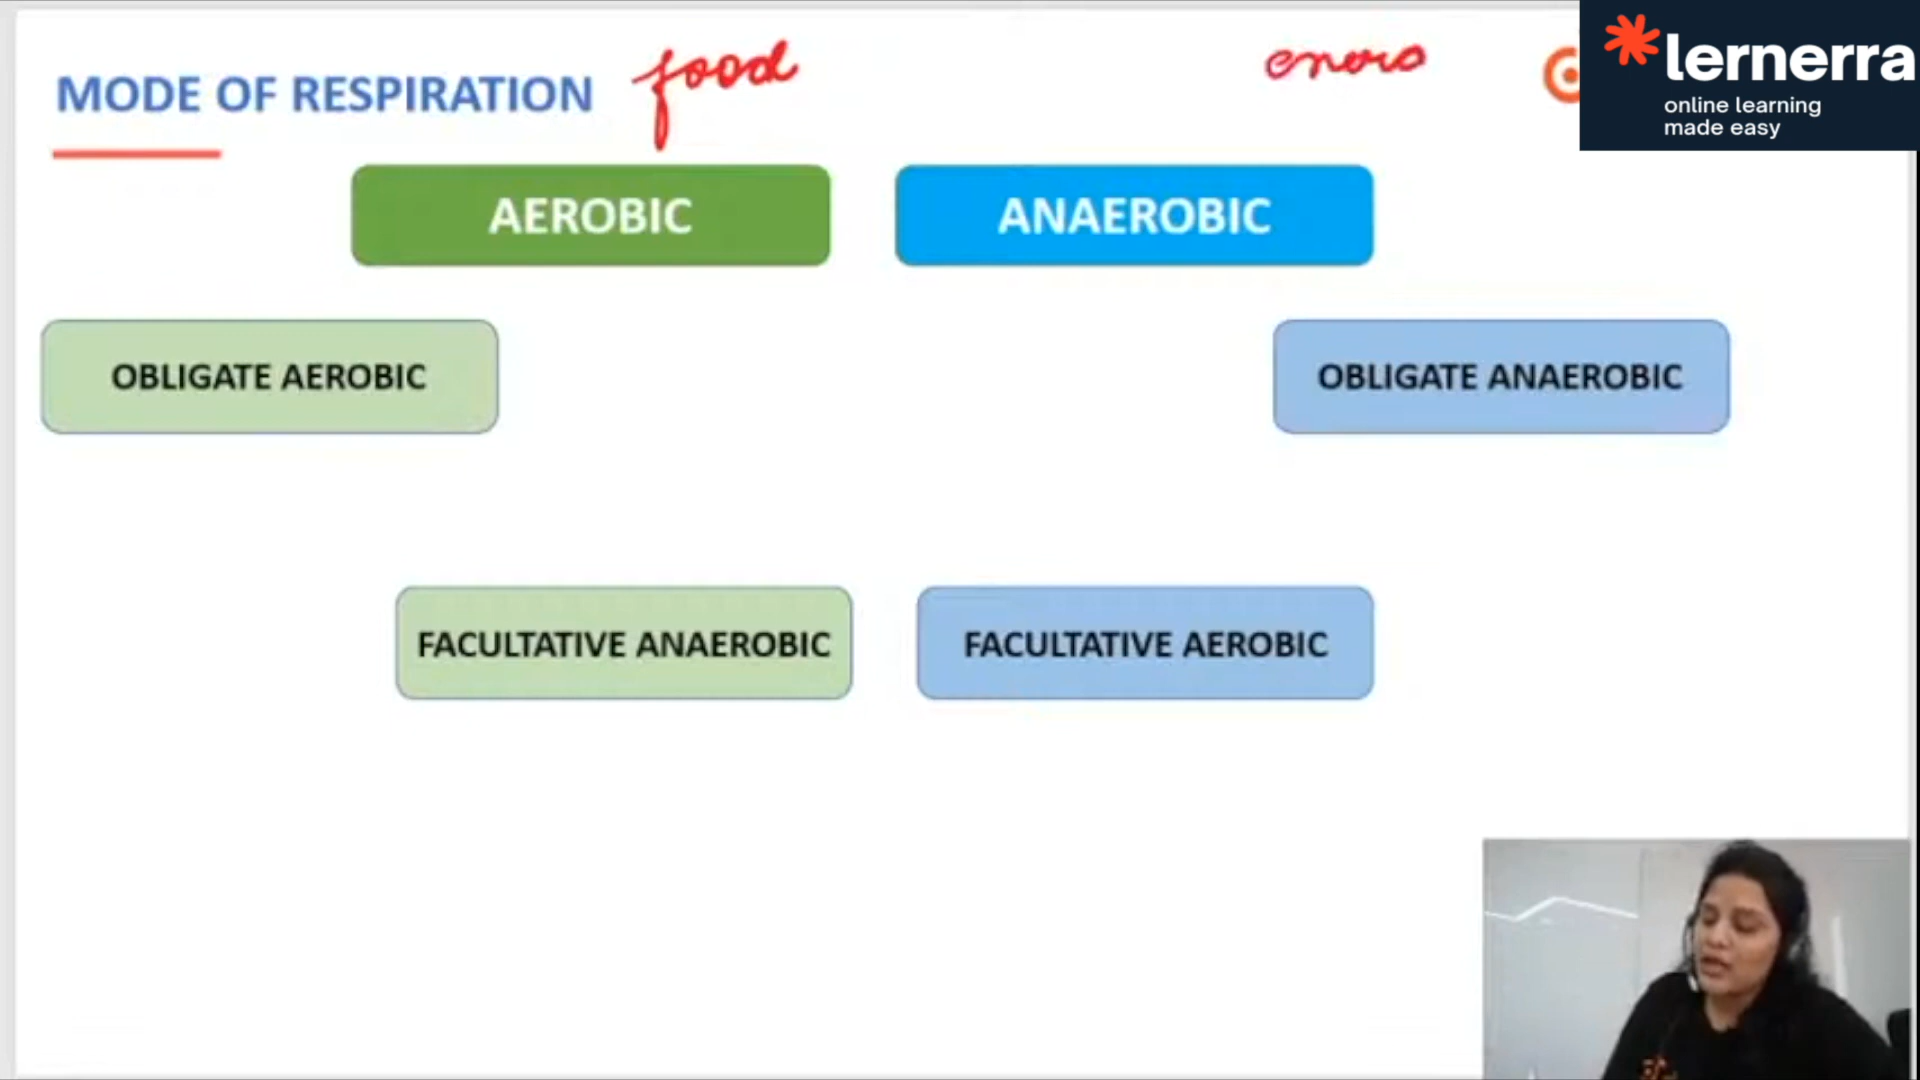 MODE OF RESPIRATION food
lernerra
online learning
made easy
AEROBIC ANAEROBIC
OBLIGATE AEROBIC OBLIGATE ANAEROBIC
FACULTATIVE ANAEROBIC FACULTATIVE AEROBIC